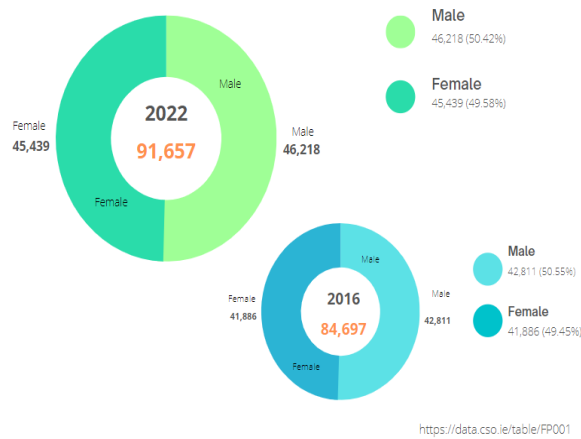 Male
46,218 (50.42%)
Female
45,439 (49.58%)
Male
2022
91,657
Female
45,439
Male
46,218
Female
Male
42,811 (50.55%)
Female
41,886 (49.45%)
Male
2016
84,697
Female
41,886
Male
42,811
Female
https://data.cso.ie/table/FP001